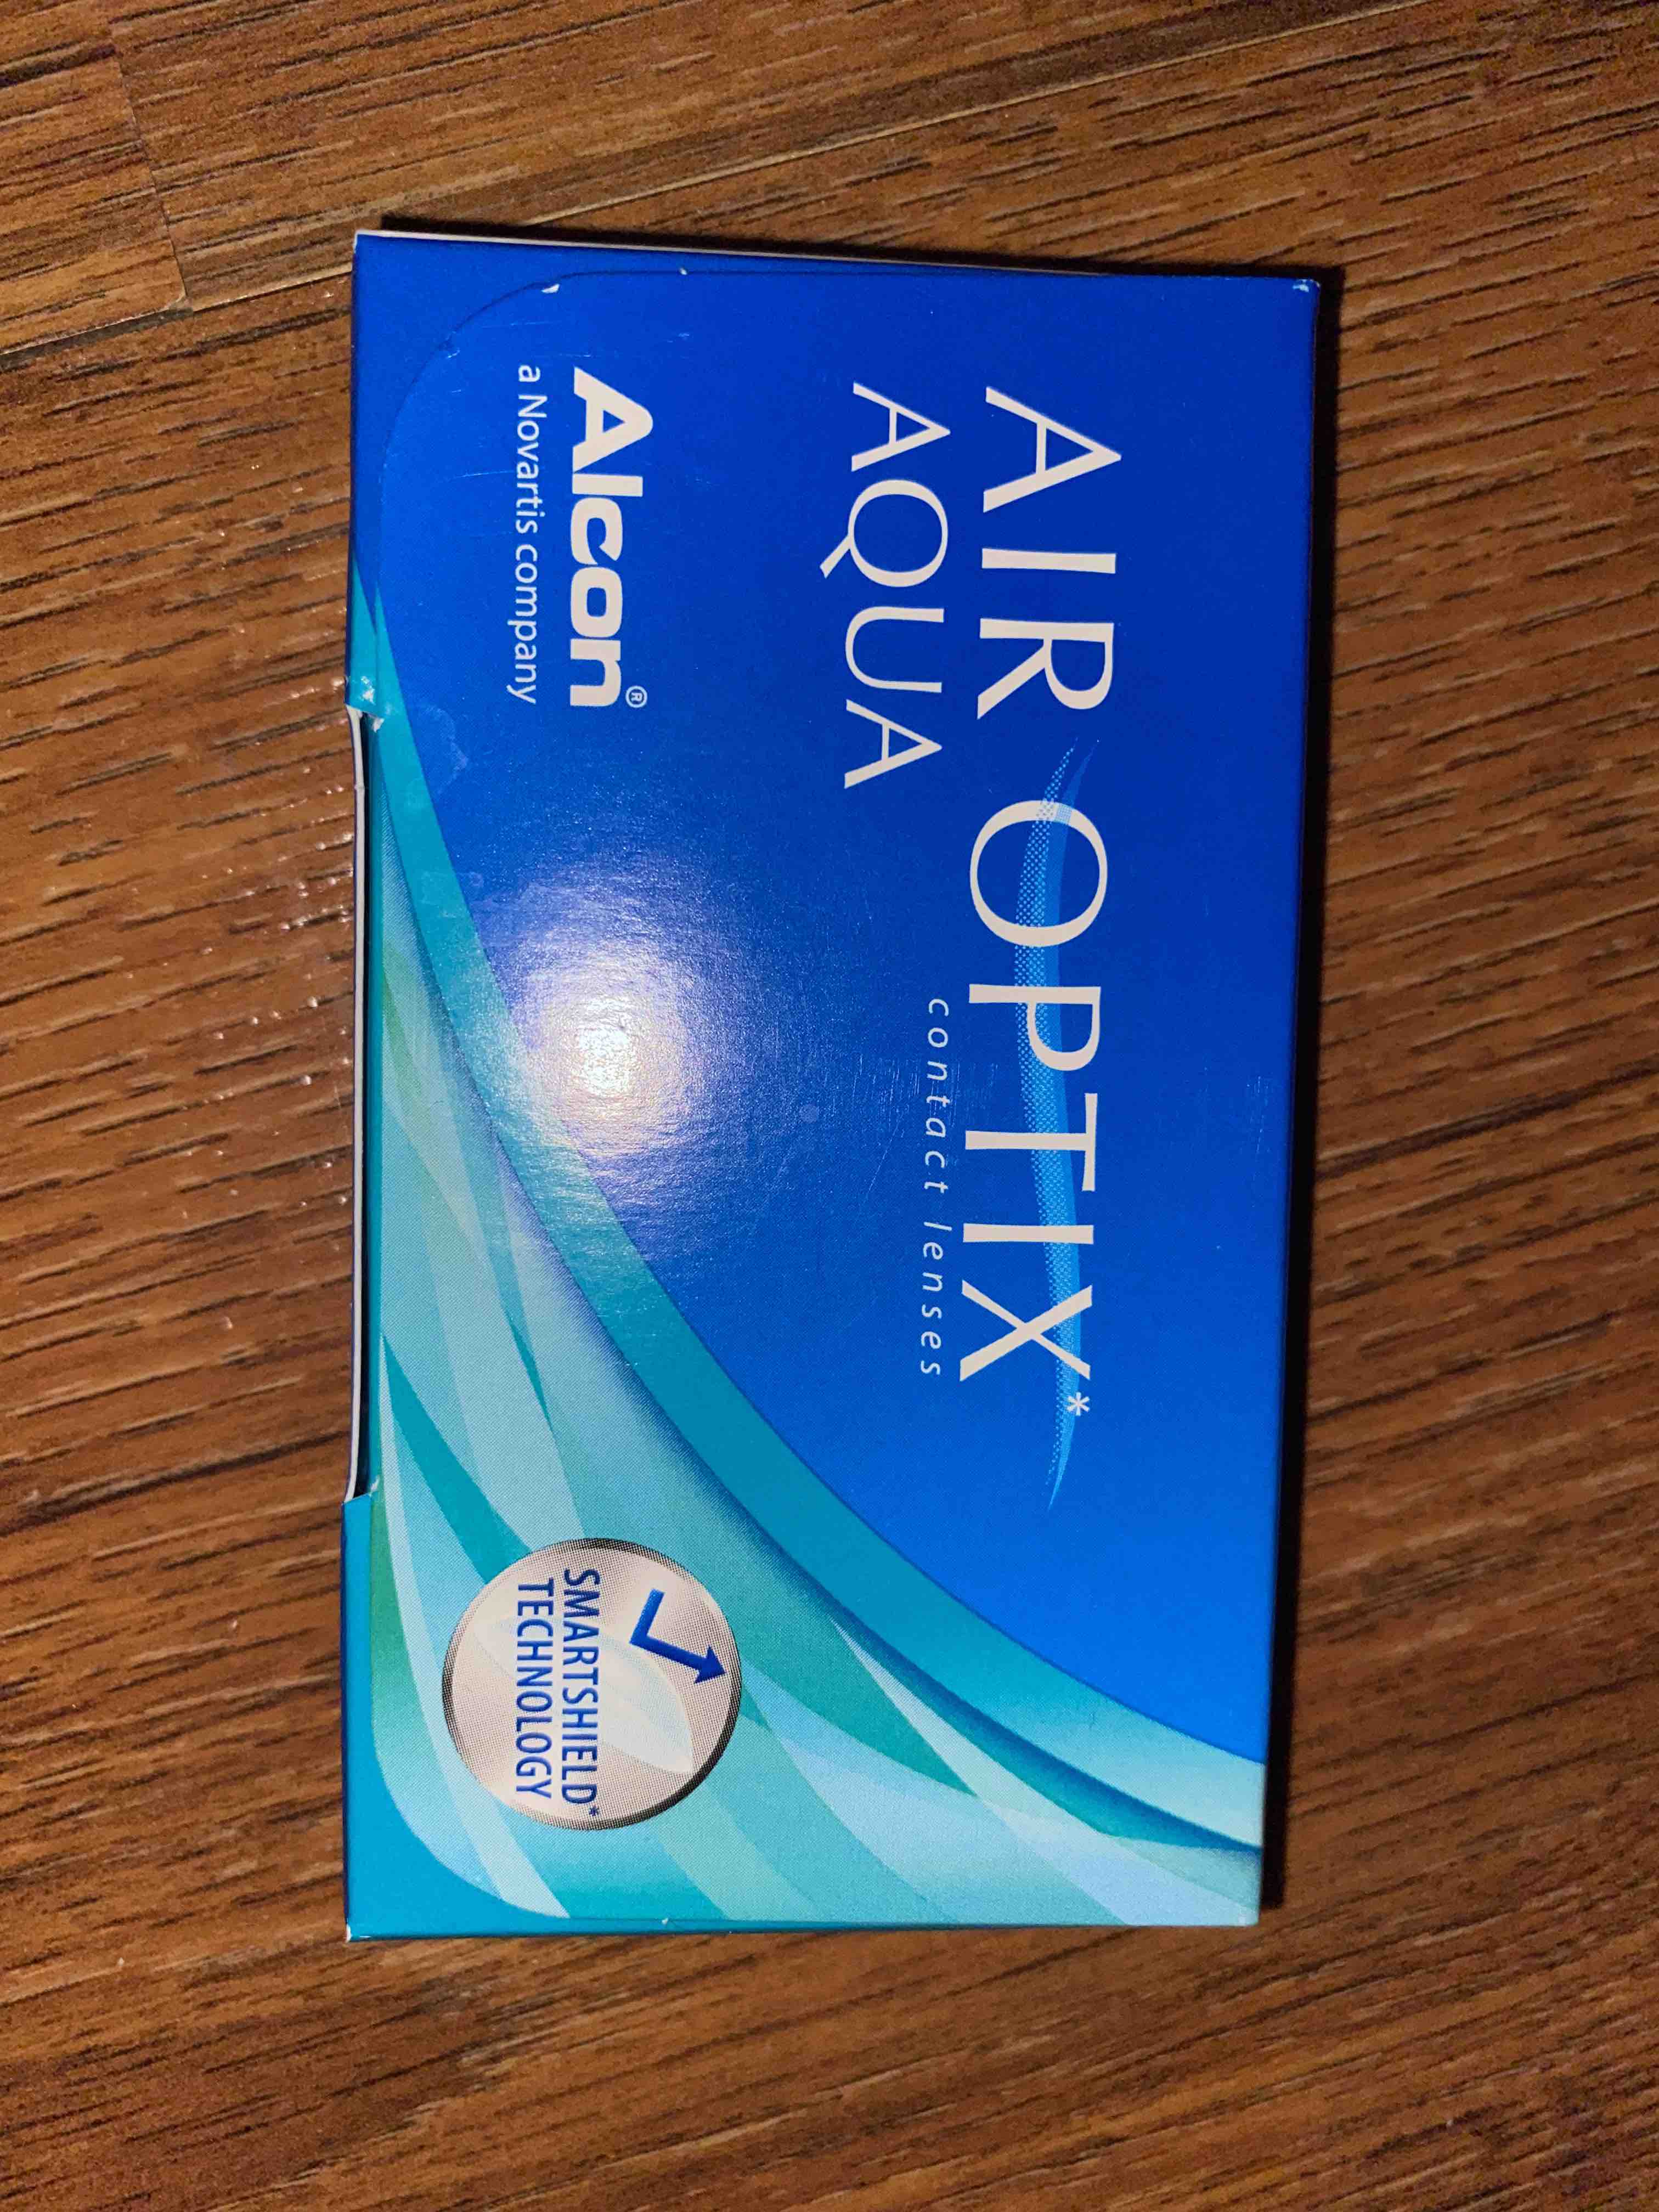 AIR OPTIX*
AQUA
contact lenses
Alcon®
a Novartis company
SMARTSHIELD*
TECHNOLOGY